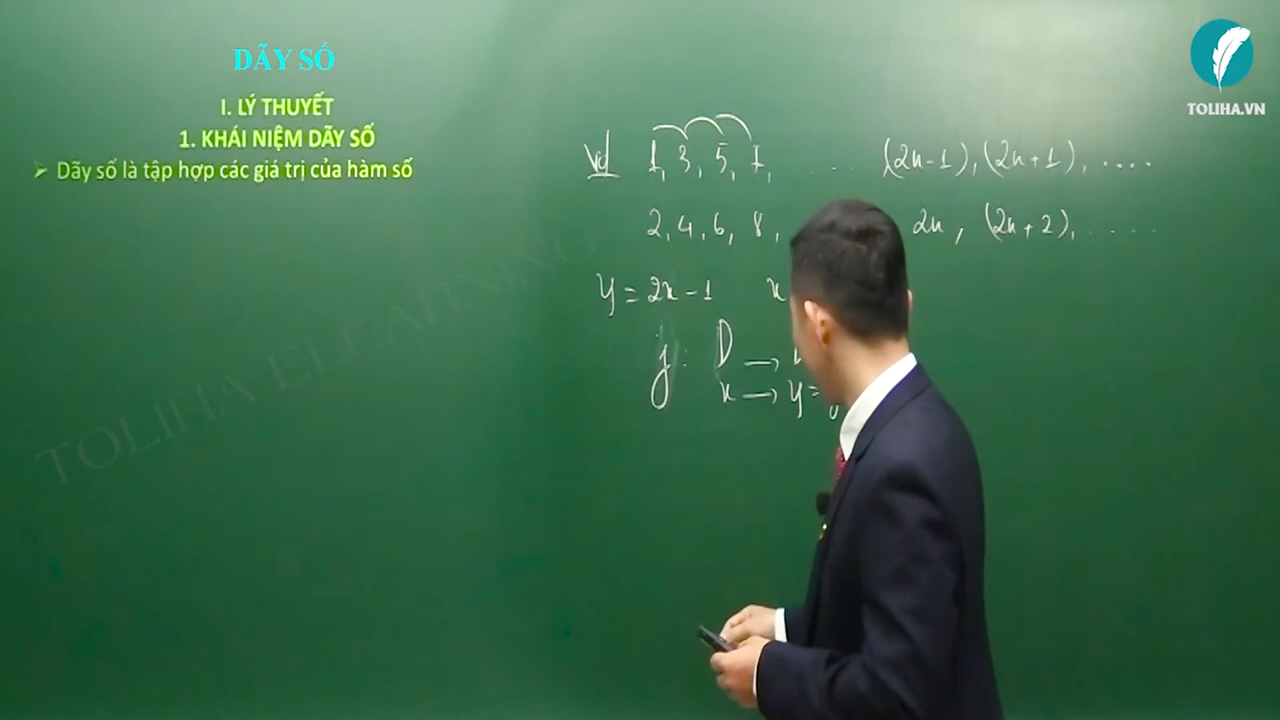 DÃY SỐ
I. LÝ THUYẾT
1. KHÁI NIỆM DÃY SỐ
➢ Dãy số là tập hợp các giá trị của hàm số
TOLIHA.VN
Vd 1, 3, 5, 7, .... (2n-1), (2n+1), ....
2, 4, 6, 8, 2n, (2n+2), .....
y = 2x - 1 x
f: D →
x → y =
TOLIHA ELEARNING